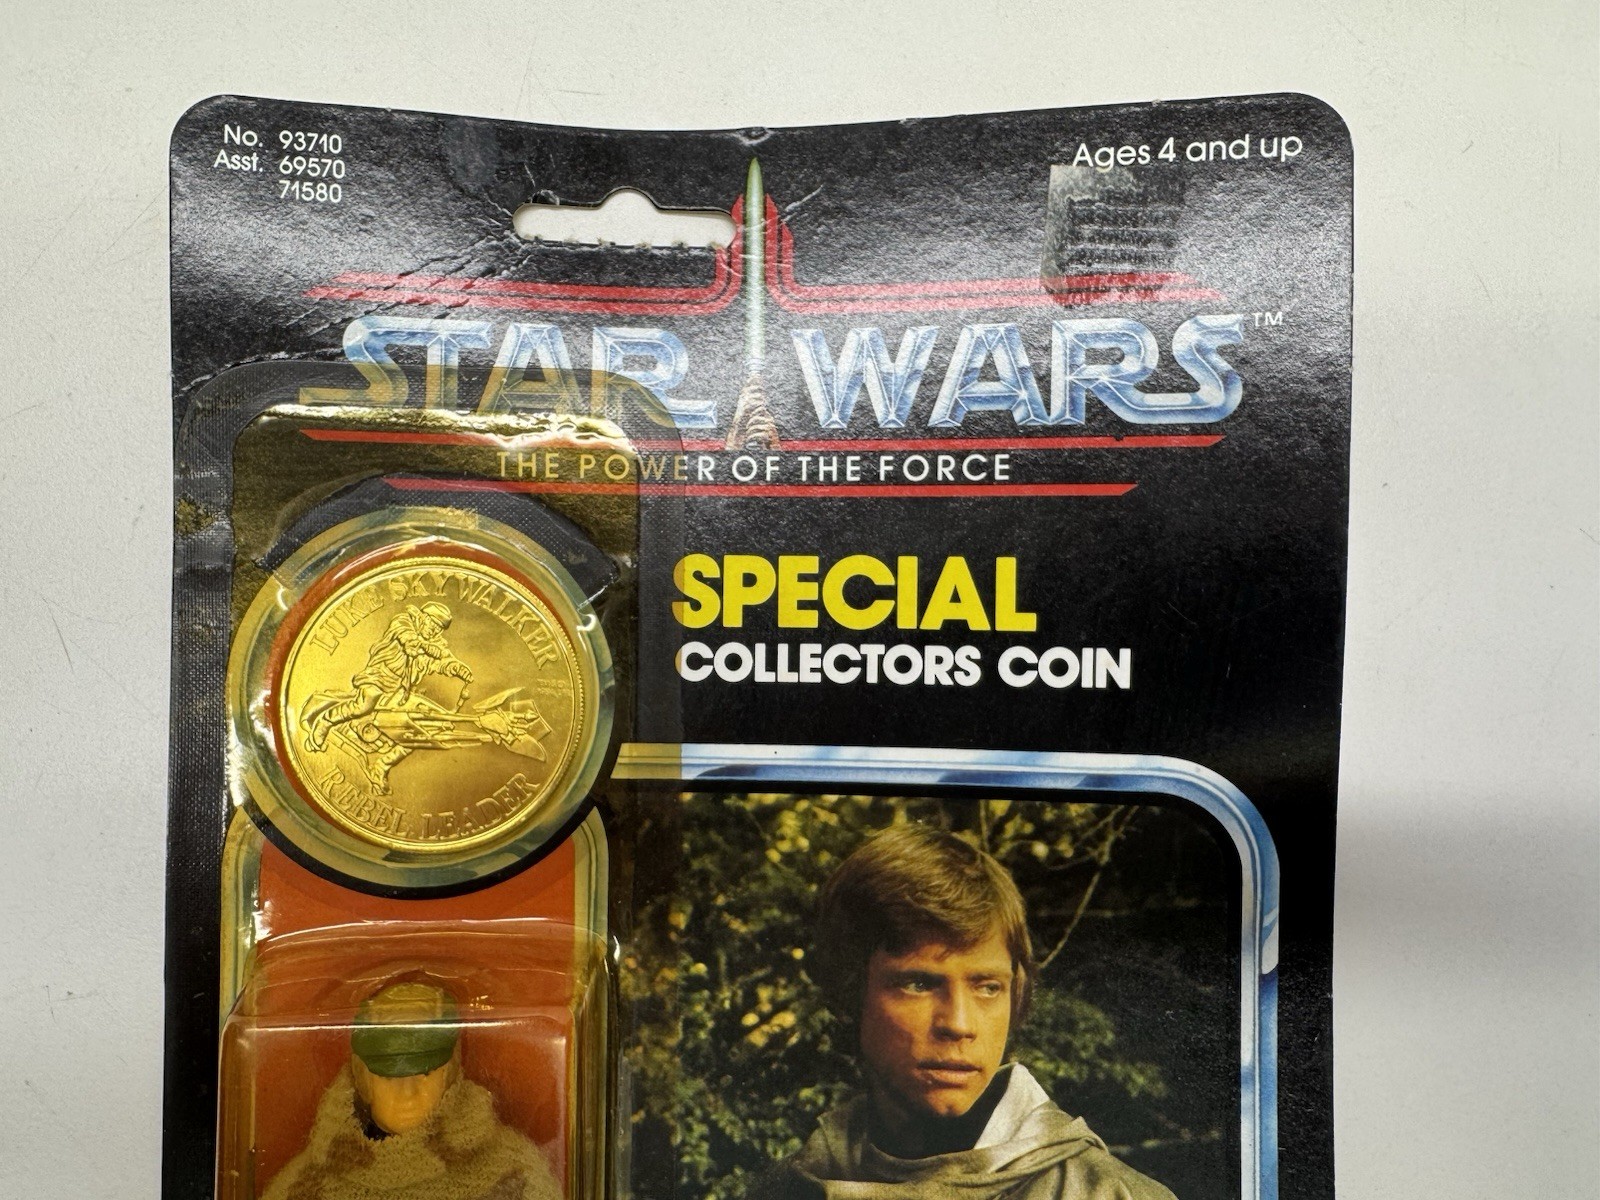 No. 93710
Asst. 69570
71580
Ages 4 and up
STAR WARS™
THE POWER OF THE FORCE
SPECIAL
COLLECTORS COIN
LUKE SKYWALKER
REBEL LEADER